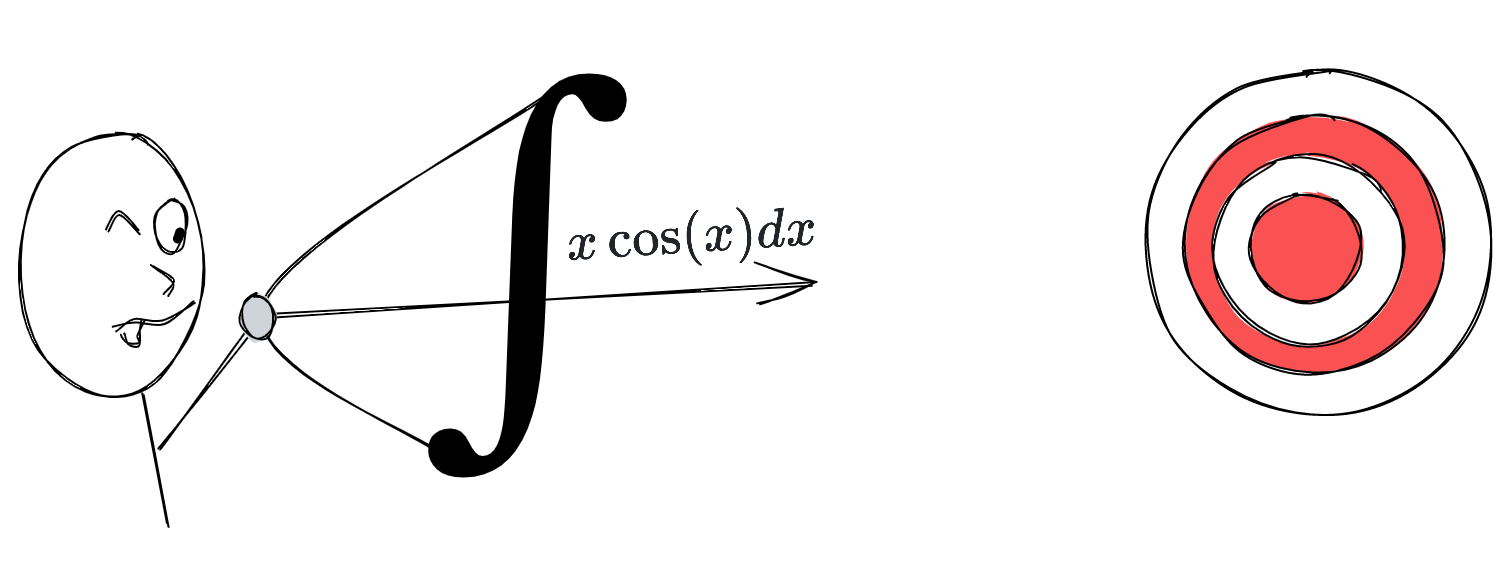 ∫ x cos(x)dx